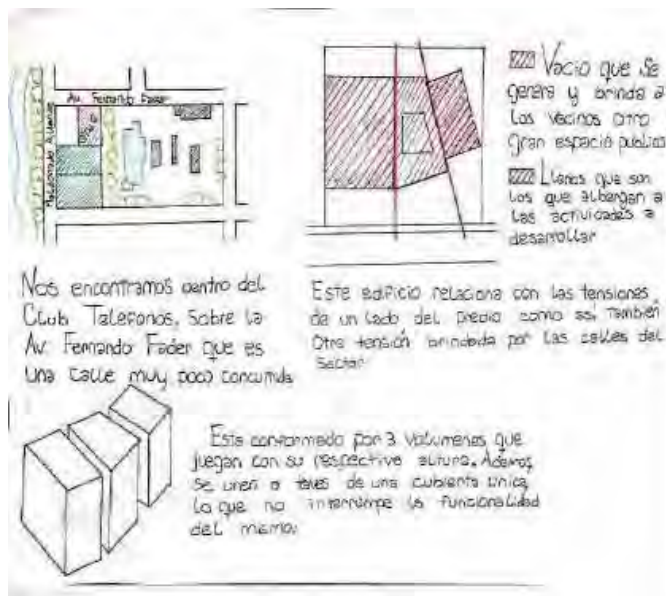 Av. Fernando Fader
Maldonado Allende
Vacio que se
genera y brinda a
los vecinos otro
gran espacio publico
Llenos que son
los que albergan a
las actividades a
desarrollar
Nos encontramos dentro del
Club Telefonos, Sobre la
Av. Fernando Fader que es
una calle muy poco concurrida
Este edificio relaciona con las tensiones
de un lado del predio como asi, Tambien
Otra tensión brindada por las calles del
Sector
Esta conformado por 3 volumenes que
juegan con su respective altura. Ademas
se unen a traves de una cubierta única
lo que no interrumpe la funcionalidad
del mismo.